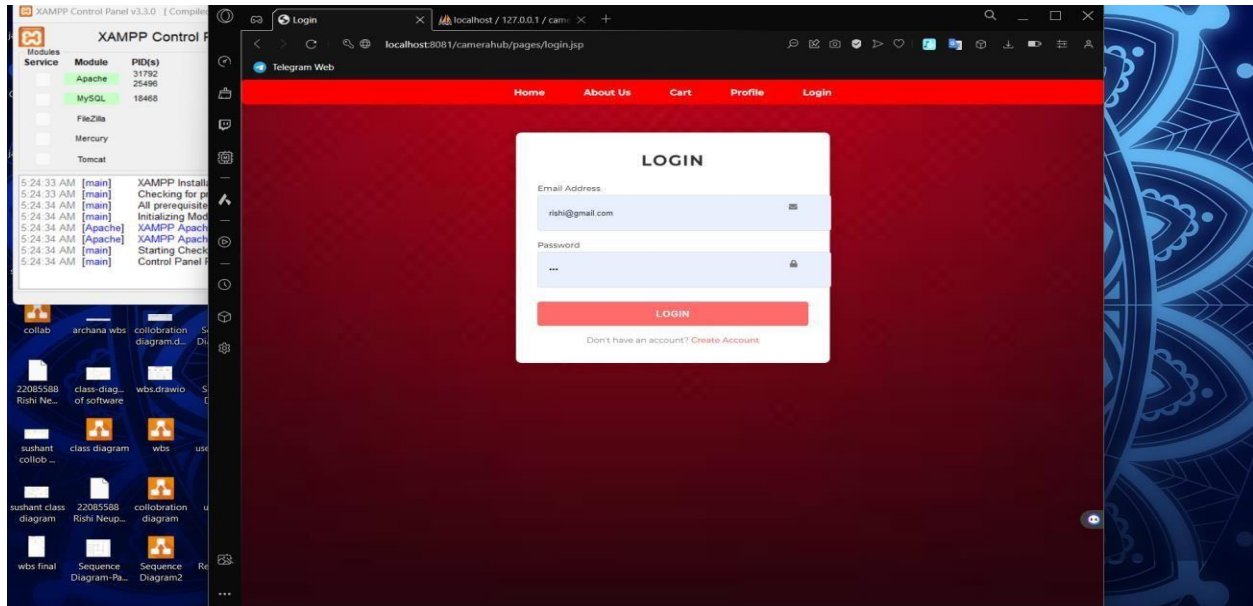 XAMPP Control Panel v3.3.0 [ Compiled
XAMPP Control P
Modules
Service Module PID(s)
Apache 31792
25496
MySQL 18468
FileZilla
Mercury
Tomcat
5:24:33 AM [main] XAMPP Installa
5:24:33 AM [main] Checking for pr
5:24:34 AM [main] All prerequisite
5:24:34 AM [main] Initializing Mod
5:24:34 AM [Apache] XAMPP Apach
5:24:34 AM [Apache] XAMPP Apach
5:24:34 AM [main] Starting Check
5:24:34 AM [main] Control Panel R
collab archana wbs collobration
diagram.d...
22085588 class-diag... wbs.drawio
Rishi Ne... of software
sushant class diagram wbs use
collob ...
sushant class 22085588 collobration
diagram Rishi Neup... diagram
wbs final Sequence Sequence Re
Diagram-Pa... Diagram2
Login
localhost / 127.0.0.1 / came
localhost:8081/camerahub/pages/login.jsp
Telegram Web
Home About Us Cart Profile Login
LOGIN
Email Address
rishi@gmail.com
Password
•••
LOGIN
Don't have an account? Create Account